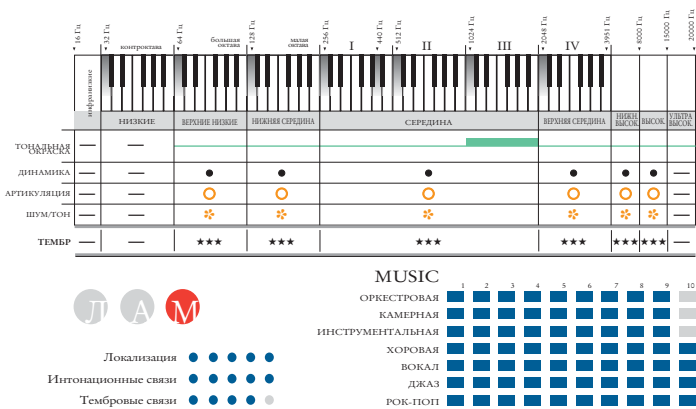 16 Гц 32 Гц 64 Гц 128 Гц 256 Гц 440 Гц 512 Гц 1024 Гц 2048 Гц 3951 Гц 8000 Гц 15000 Гц 20000 Гц
контроктава большая октава малая октава I II III IV
инфранизкие НИЗКИЕ ВЕРХНИЕ НИЗКИЕ НИЖНЯЯ СЕРЕДИНА СЕРЕДИНА ВЕРХНЯЯ СЕРЕДИНА НИЖН. ВЫСОК. ВЫСОК. УЛЬТРА ВЫСОК.
ТОНАЛЬНАЯ ОКРАСКА — —
ДИНАМИКА — — ● ● ● ● ● ● —
АРТИКУЛЯЦИЯ — — —
ШУМ/ТОН — — —
ТЕМБР — — ★★★ ★★★ ★★★ ★★★ ★★★ ★★★ —
Л А М
MUSIC
1 2 3 4 5 6 7 8 9 10
ОРКЕСТРОВАЯ
КАМЕРНАЯ
ИНСТРУМЕНТАЛЬНАЯ
ХОРОВАЯ
ВОКАЛ
ДЖАЗ
РОК-ПОП
Локализация
Интонационные связи
Тембровые связи